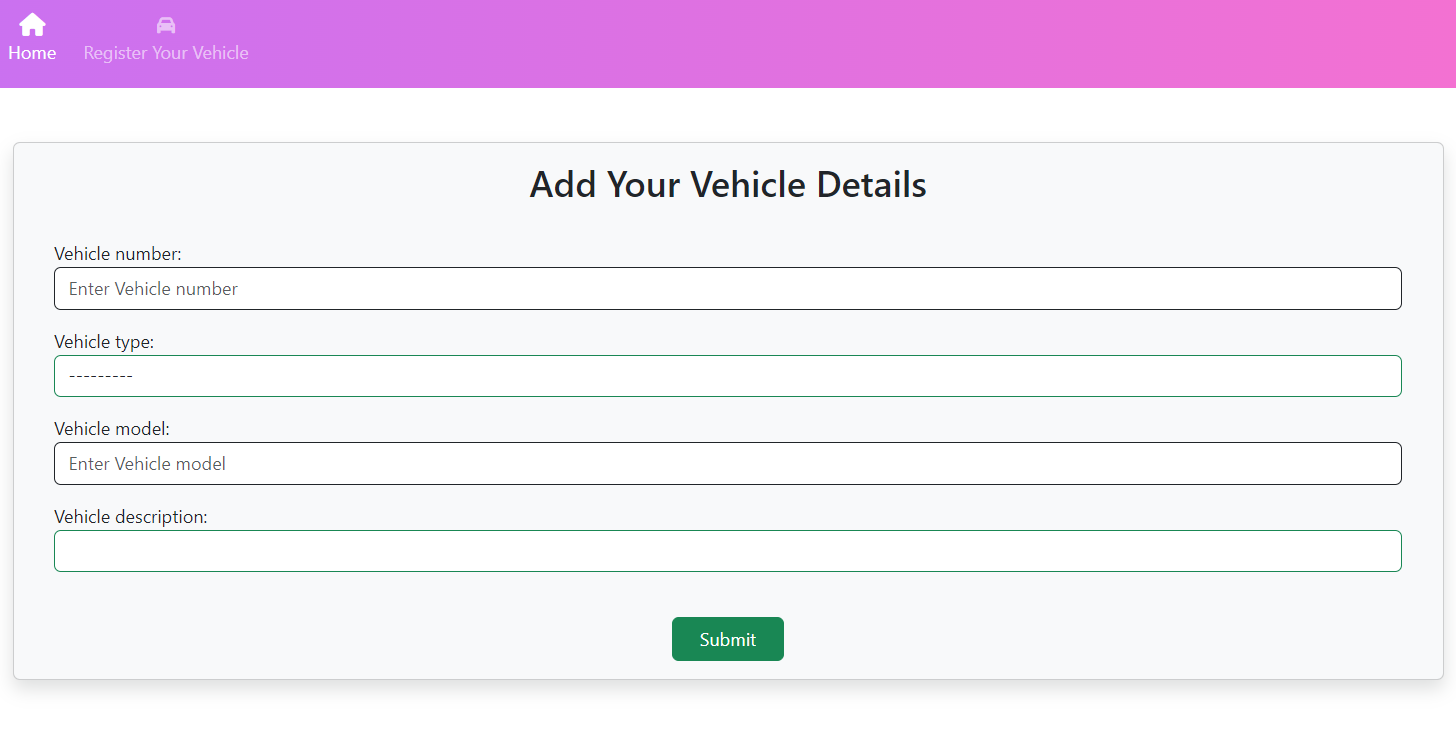 Home
Register Your Vehicle
Add Your Vehicle Details
Vehicle number:
Enter Vehicle number
Vehicle type:
---------
Vehicle model:
Enter Vehicle model
Vehicle description:
Submit